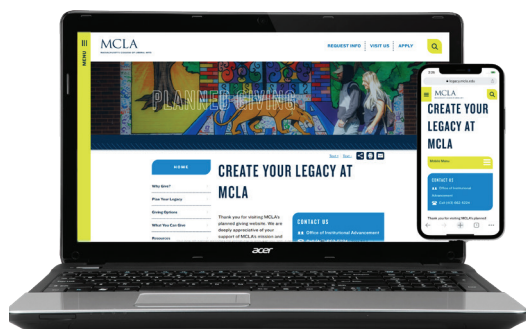 MENU
MCLA
REQUEST INFO
VISIT US
APPLY
PLANNED GIVING
HOME
Why Give?
Plan Your Legacy
Giving Options
What You Can Give
Resources
CREATE YOUR LEGACY AT
MCLA
Thank you for visiting MCLA's
planned giving website. We are
deeply appreciative of your
support of MCLA's mission and
CONTACT US
Office of Institutional Advancement
acer
MCLA
CREATE YOUR
LEGACY AT
MCLA
CONTACT US
Office of Institutional
Advancement
Thank you for visiting MCLA's planned